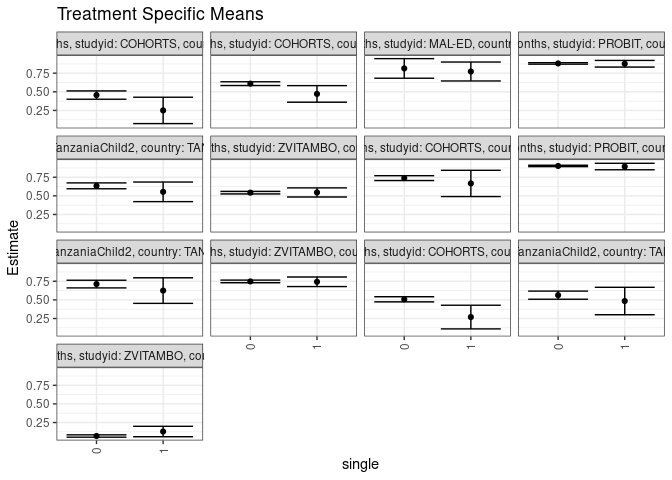 Treatment Specific Means
hs, studyid: COHORTS, cou
hs, studyid: COHORTS, cou
hs, studyid: MAL-ED, countr
onths, studyid: PROBIT, cou
0.75
0.50
0.25
anzaniaChild2, country: TAN
hs, studyid: ZVITAMBO, co
hs, studyid: COHORTS, cou
onths, studyid: PROBIT, cou
0.75
0.50
0.25
anzaniaChild2, country: TAN
hs, studyid: ZVITAMBO, co
hs, studyid: COHORTS, cou
anzaniaChild2, country: TAI
0.75
0.50
0.25
0 1 0 1 0 1
ths, studyid: ZVITAMBO, cou
0.75
0.50
0.25
0 1
Estimate
single